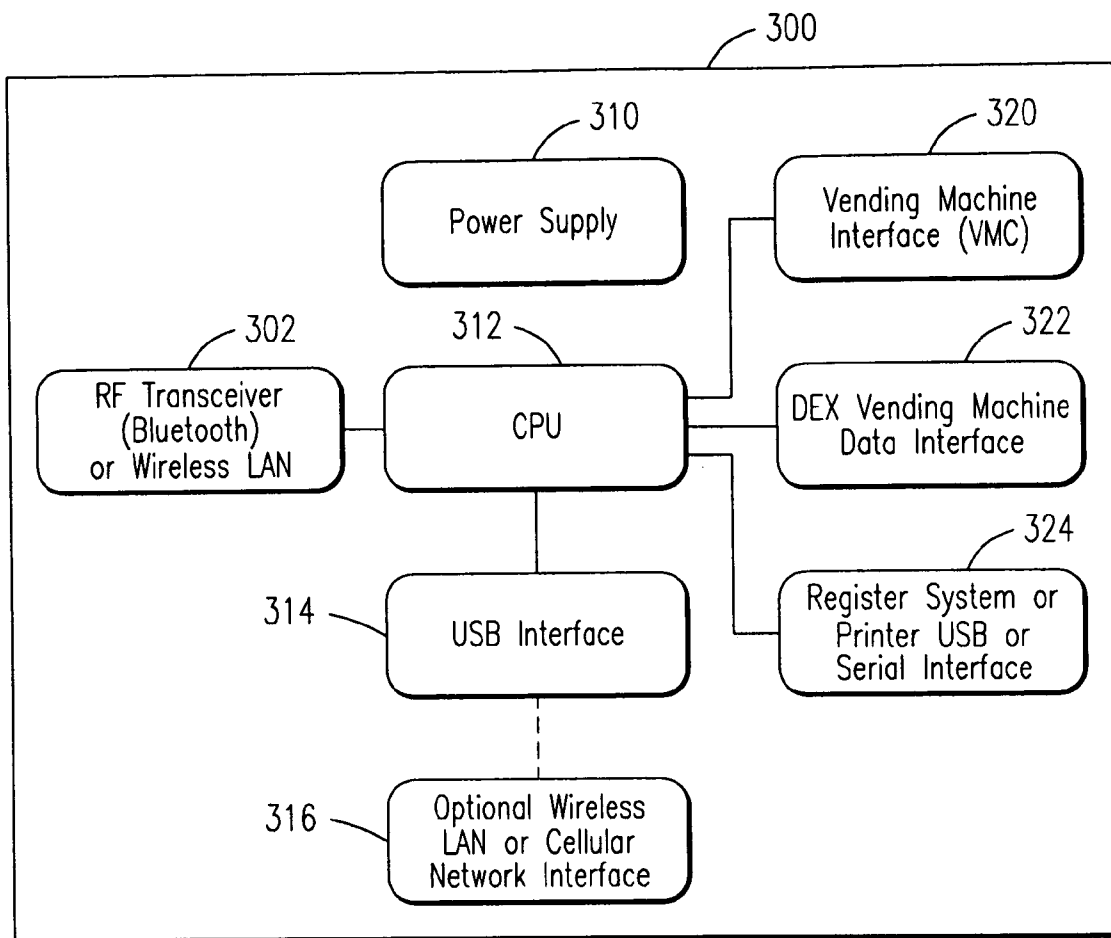 300
310
Power Supply
320
Vending Machine
Interface (VMC)
302
RF Transceiver
(Bluetooth)
or Wireless LAN
312
CPU
322
DEX Vending Machine
Data Interface
314
USB Interface
324
Register System or
Printer USB or
Serial Interface
316
Optional Wireless
LAN or Cellular
Network Interface